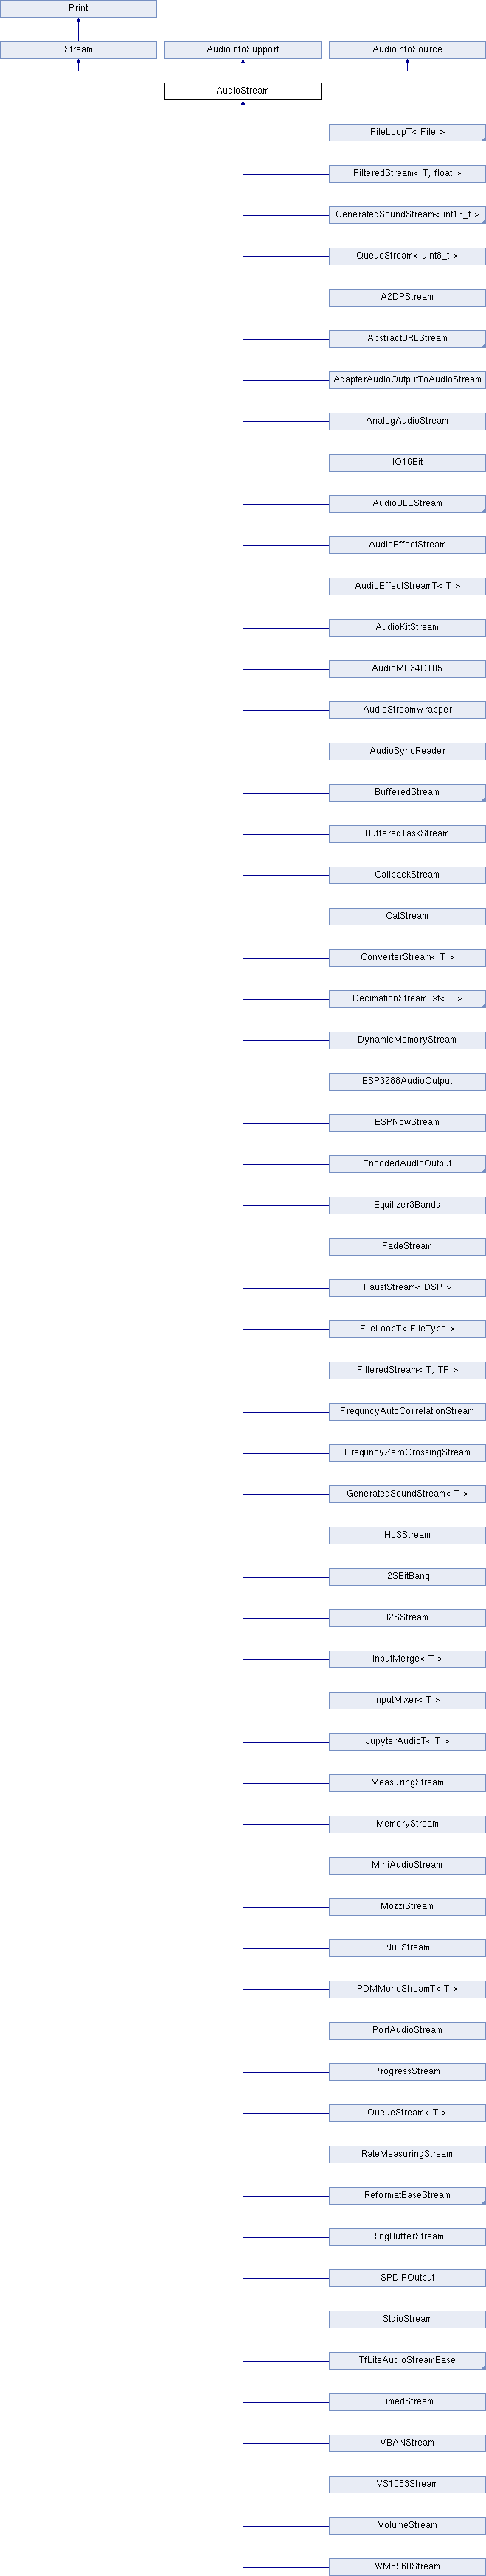 Print
Stream
AudioInfoSupport
AudioInfoSource
AudioStream
FileLoopT< File >
FilteredStream< T, float >
GeneratedSoundStream< int16_t >
QueueStream< uint8_t >
A2DPStream
AbstractURLStream
AdapterAudioOutputToAudioStream
AnalogAudioStream
IO16Bit
AudioBLEStream
AudioEffectStream
AudioEffectStreamT< T >
AudioKitStream
AudioMP34DT05
AudioStreamWrapper
AudioSyncReader
BufferedStream
BufferedTaskStream
CallbackStream
CatStream
ConverterStream< T >
DecimationStreamExt< T >
DynamicMemoryStream
ESP3288AudioOutput
ESPNowStream
EncodedAudioOutput
Equilizer3Bands
FadeStream
FaustStream< DSP >
FileLoopT< FileType >
FilteredStream< T, TF >
FrequncyAutoCorrelationStream
FrequncyZeroCrossingStream
GeneratedSoundStream< T >
HLSStream
I2SBitBang
I2SStream
InputMerge< T >
InputMixer< T >
JupyterAudioT< T >
MeasuringStream
MemoryStream
MiniAudioStream
MozziStream
NullStream
PDMMonoStreamT< T >
PortAudioStream
ProgressStream
QueueStream< T >
RateMeasuringStream
ReformatBaseStream
RingBufferStream
SPDIFOutput
StdioStream
TfLiteAudioStreamBase
TimedStream
VBANStream
VS1053Stream
VolumeStream
WM8960Stream